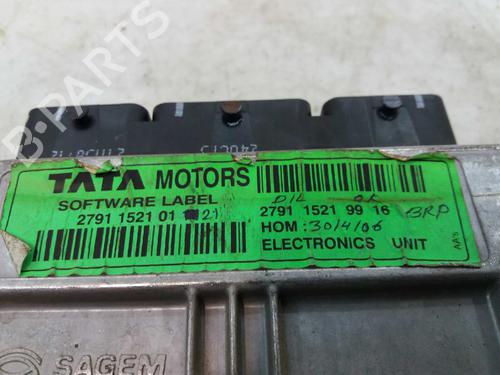 B-PARTS
TATA MOTORS
SOFTWARE LABEL
2791 1521 01 21
D/L OK
2791 1521 99 16 BRP
HOM : 30/4/06
ELECTRONICS UNIT
SAGEM